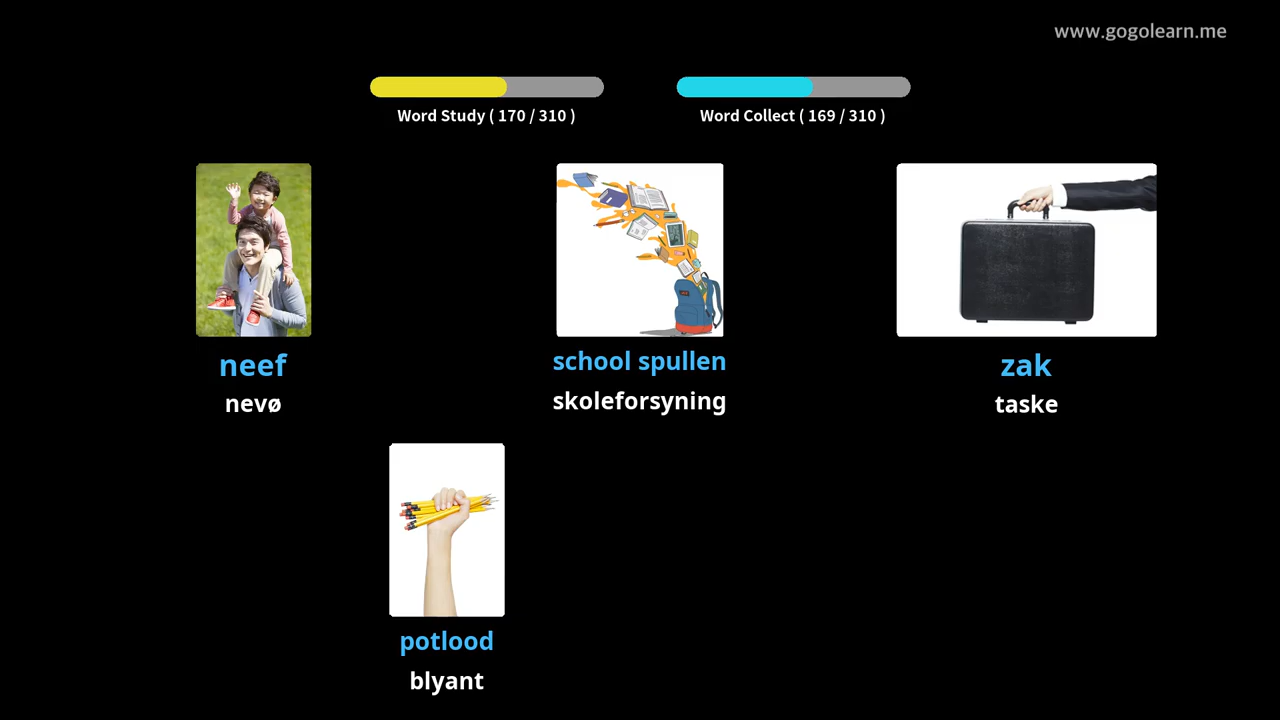 www.gogolearn.me
Word Study ( 170 / 310 )
Word Collect ( 169 / 310 )
neef
nevø
school spullen
skoleforsyning
zak
taske
potlood
blyant